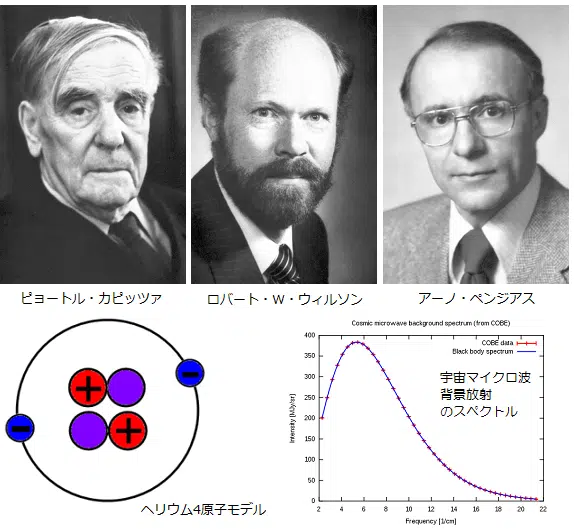 ピョートル・カピッツァ
ロバート・W・ウィルソン
アーノ・ペンジアス
+
-
-
+
ヘリウム4原子モデル
Cosmic microwave background spectrum (from COBE)
COBE data
Black body spectrum
宇宙マイクロ波
背景放射
のスペクトル
Intensity [MJy/sr]
400
350
300
250
200
150
100
50
0
2 4 6 8 10 12 14 16 18 20 22
Frequency [1/cm]